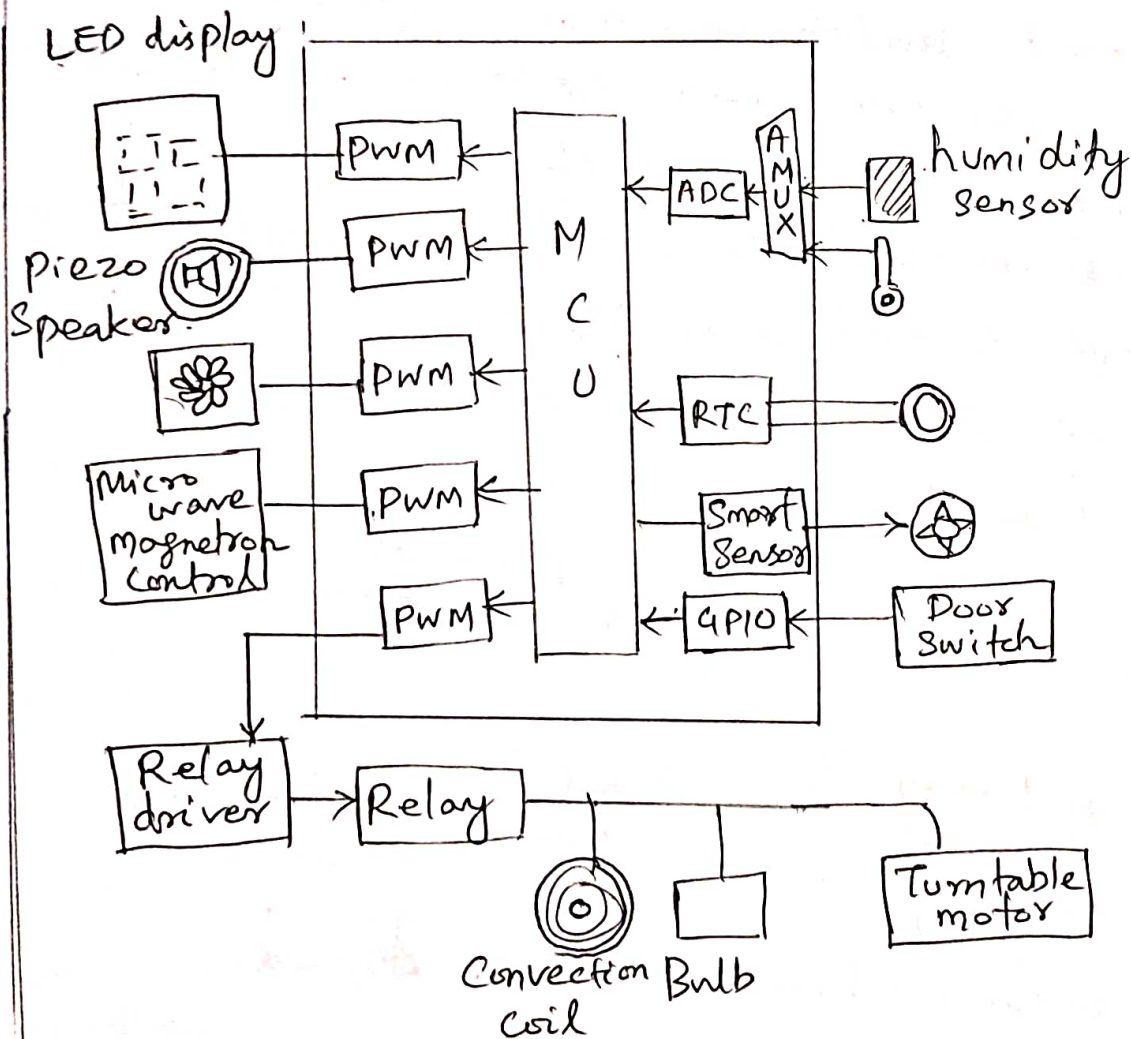 LED display
PWM
PWM
PWM
PWM
PWM
M
C
U
ADC
A
M
U
X
humidity
sensor
Piezo
Speaker.
RTC
Micro
wave
magnetron
control
Smart
Sensor
GPIO
Door
Switch
Relay
driver
Relay
Turntable
motor
Convection
coil
Bulb